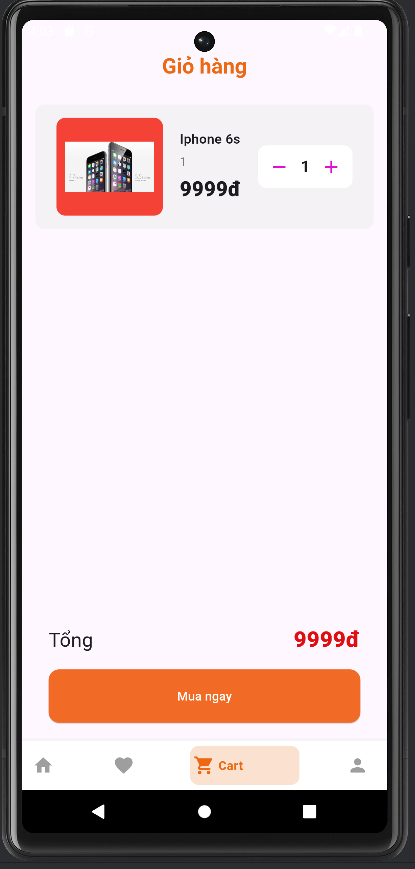 Giỏ hàng
Iphone 6s
1
9999đ
1
Tổng
9999đ
Mua ngay
Cart